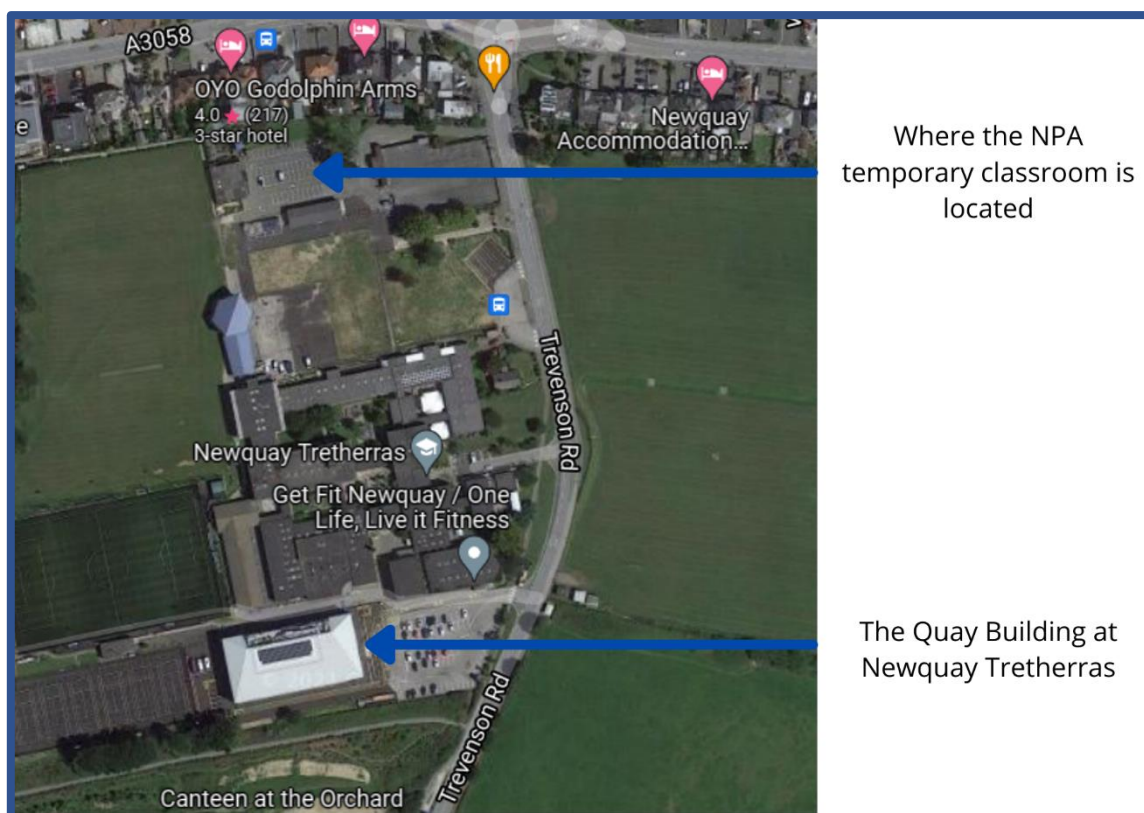 A3058
OYO Godolphin Arms
4.0 ★ (217)
3-star hotel
Newquay
Accommodation...
e
Where the NPA
temporary classroom is
located
Trevenson Rd
Newquay Tretherras
Get Fit Newquay / One
Life, Live it Fitness
The Quay Building at
Newquay Tretherras
Trevenson Rd
Canteen at the Orchard